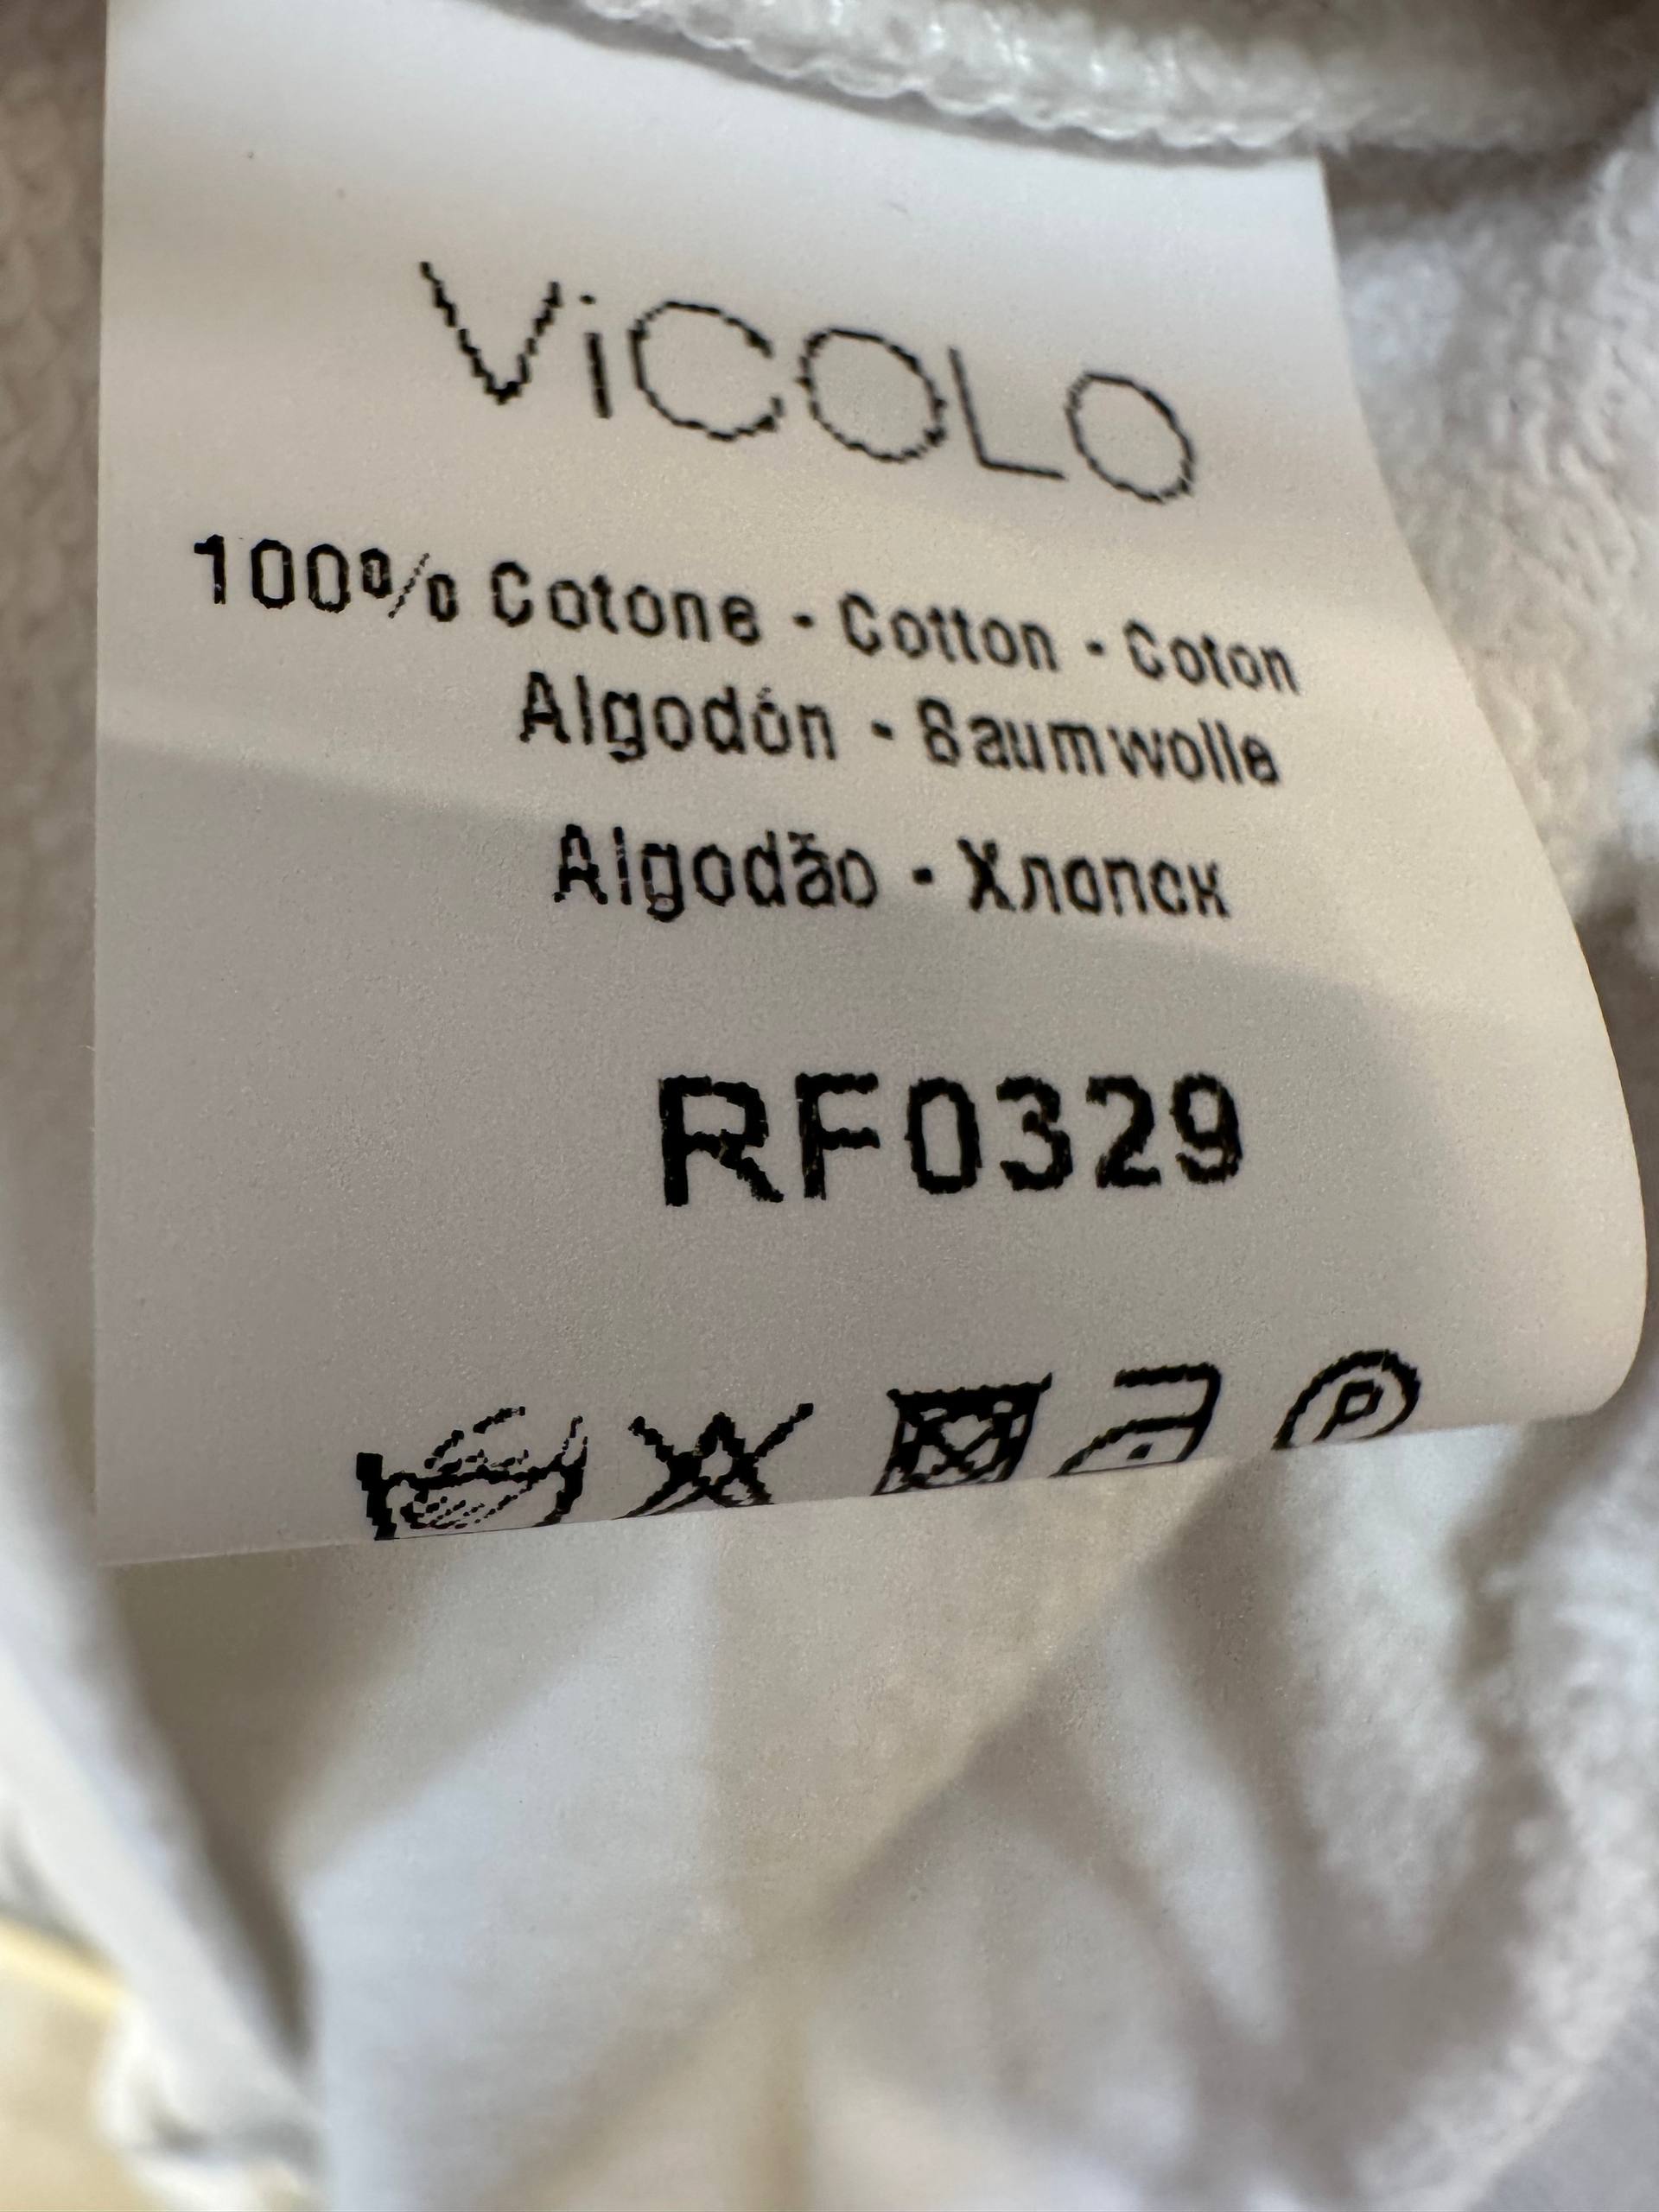 ViCOLO
100% Cotone - Cotton - Coton
Algodón - Baumwolle
Algodão - Хлопок
RF0329
P